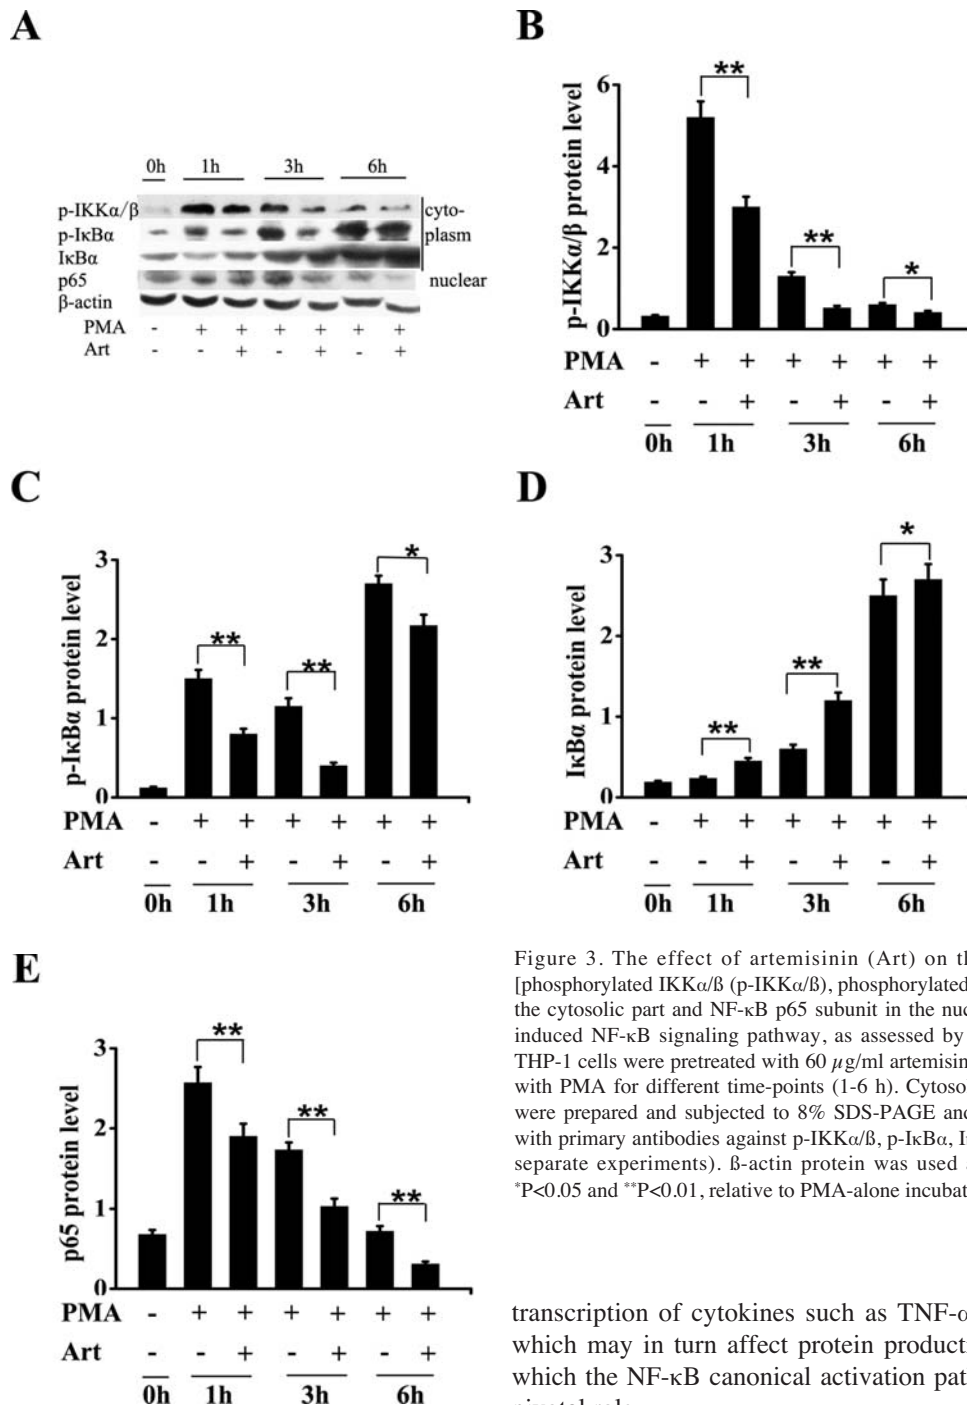 A
0h 1h 3h 6h
p-IKKα/β cyto-
p-IκBα plasm
IκBα
p65 nuclear
β-actin
PMA - + + + + + +
Art - - + - + - +
B
p-IKKα/β protein level
6
4
2
0
** ** *
PMA - + + + + + +
Art - - + - + - +
0h 1h 3h 6h
C
p-IκBα protein level
3
2
1
0
** ** *
PMA - + + + + + +
Art - - + - + - +
0h 1h 3h 6h
D
IκBα protein level
3
2
1
0
** ** *
PMA - + + + + + +
Art - - + - + - +
0h 1h 3h 6h
E
p65 protein level
3
2
1
0
** ** **
PMA - + + + + + +
Art - - + - + - +
0h 1h 3h 6h
Figure 3. The effect of artemisinin (Art) on th
[phosphorylated IKKα/ß (p-IKKα/ß), phosphorylated
the cytosolic part and NF-κB p65 subunit in the nuc
induced NF-κB signaling pathway, as assessed by
THP-1 cells were pretreated with 60 µg/ml artemisin
with PMA for different time-points (1-6 h). Cytoso
were prepared and subjected to 8% SDS-PAGE and
with primary antibodies against p-IKKα/ß, p-IκBα, I
separate experiments). ß-actin protein was used
*P<0.05 and **P<0.01, relative to PMA-alone incubat
transcription of cytokines such as TNF-α
which may in turn affect protein producti
which the NF-κB canonical activation pat